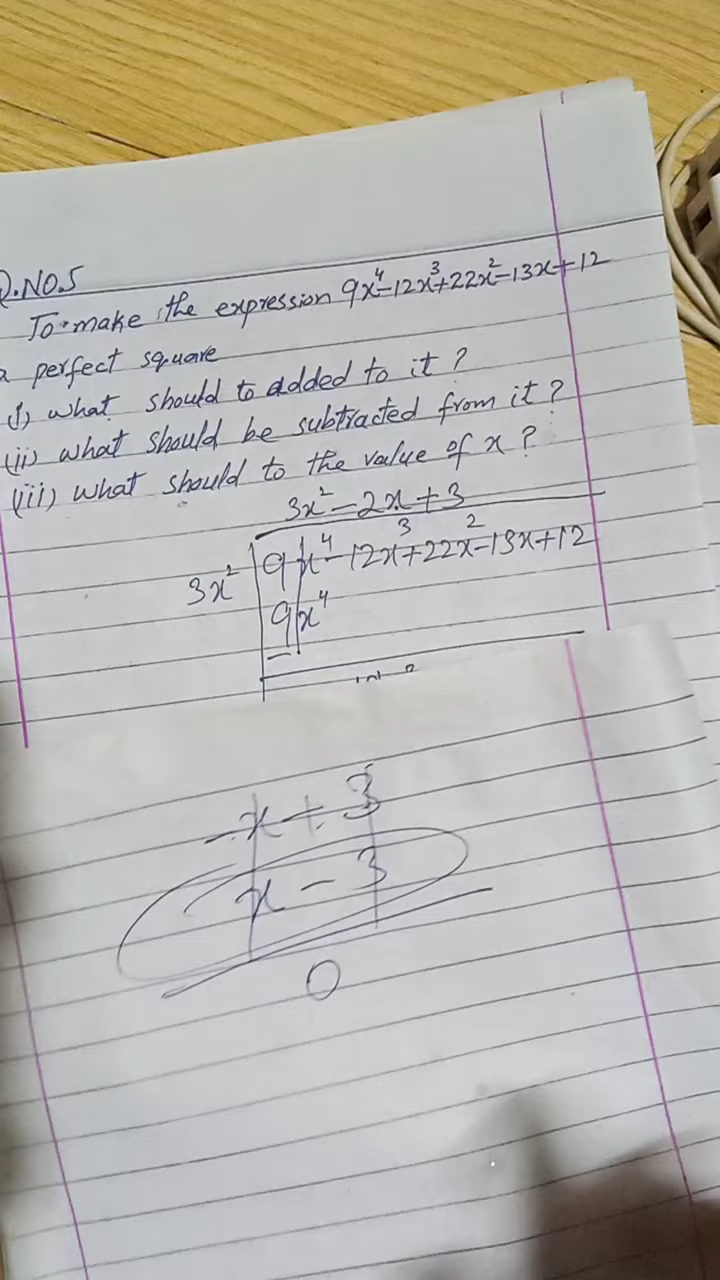 Q.NO.5
To make the expression 9x⁴-12x³+22x²-13x+12
a perfect square
(i) what should to added to it?
(ii) what should be subtracted from it?
(iii) what should to the value of x?
3x²-2x+3
3x² 9x⁴-12x³+22x²-13x+12
9x⁴
-
-x+3
x-3
0